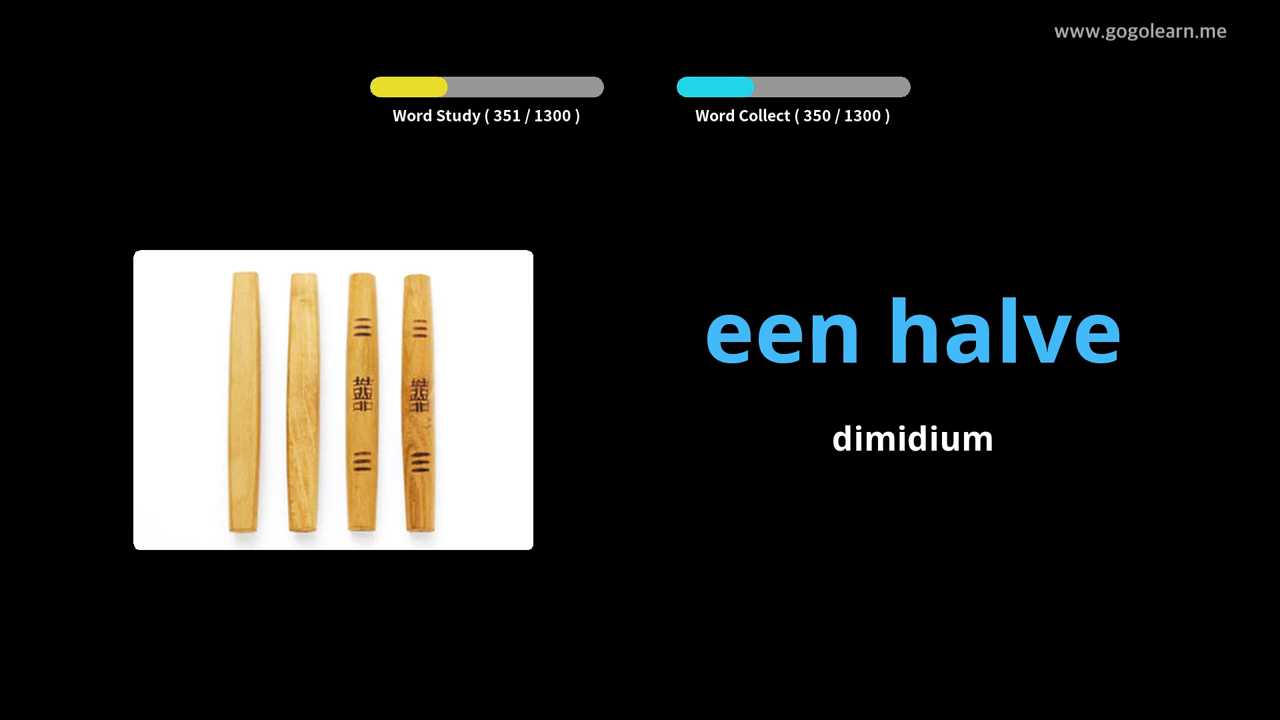 www.gogolearn.me
Word Study ( 351 / 1300 )
Word Collect ( 350 / 1300 )
een halve
dimidium